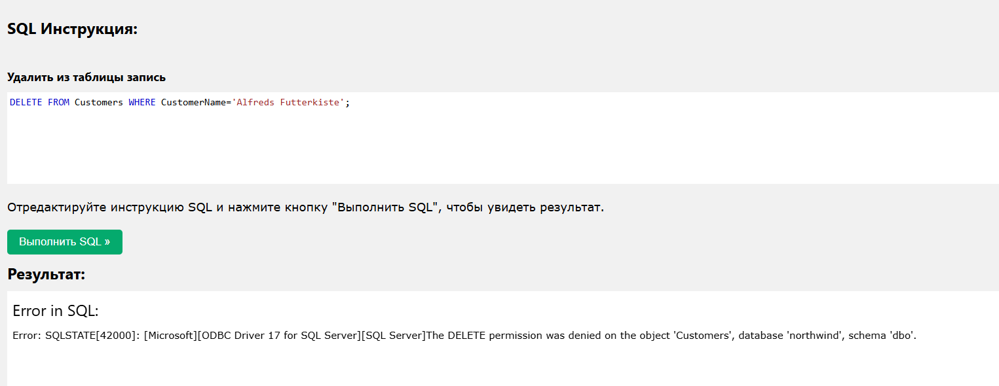 SQL Инструкция:
Удалить из таблицы запись
DELETE FROM Customers WHERE CustomerName='Alfreds Futterkiste';
Отредактируйте инструкцию SQL и нажмите кнопку "Выполнить SQL", чтобы увидеть результат.
Выполнить SQL »
Результат:
Error in SQL:
Error: SQLSTATE[42000]: [Microsoft][ODBC Driver 17 for SQL Server][SQL Server]The DELETE permission was denied on the object 'Customers', database 'northwind', schema 'dbo'.